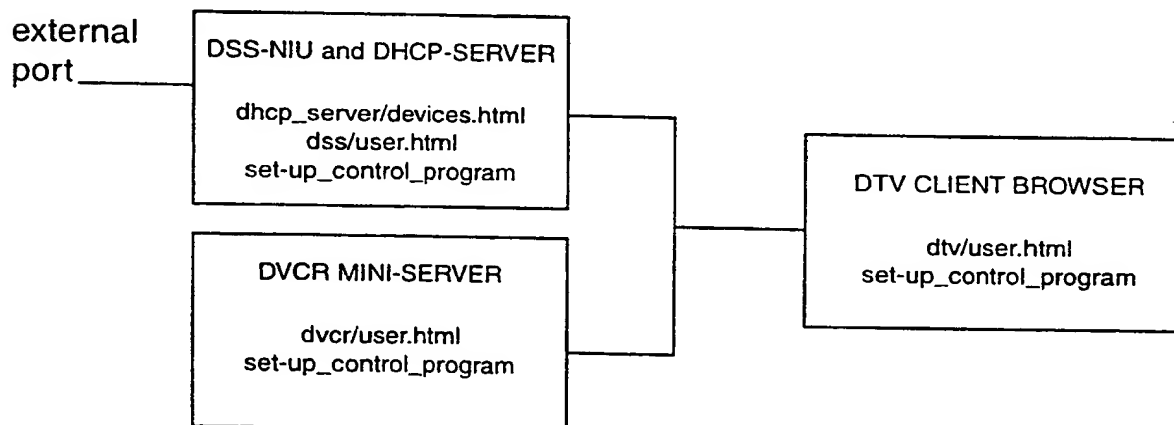 external
port
DSS-NIU and DHCP-SERVER
dhcp_server/devices.html
dss/user.html
set-up_control_program
DVCR MINI-SERVER
dvcr/user.html
set-up_control_program
DTV CLIENT BROWSER
dtv/user.html
set-up_control_program